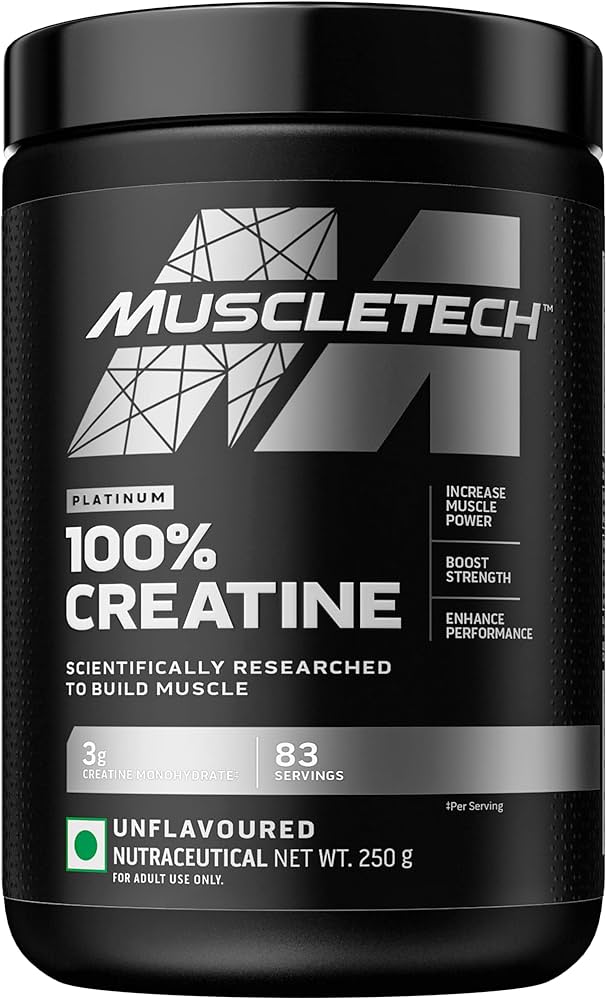 MUSCLETECH™
PLATINUM
100%
CREATINE
SCIENTIFICALLY RESEARCHED
TO BUILD MUSCLE
INCREASE
MUSCLE
POWER
BOOST
STRENGTH
ENHANCE
PERFORMANCE
3g
CREATINE MONOHYDRATE‡
83
SERVINGS
‡Per Serving
UNFLAVOURED
NUTRACEUTICAL NET WT. 250 g
FOR ADULT USE ONLY.